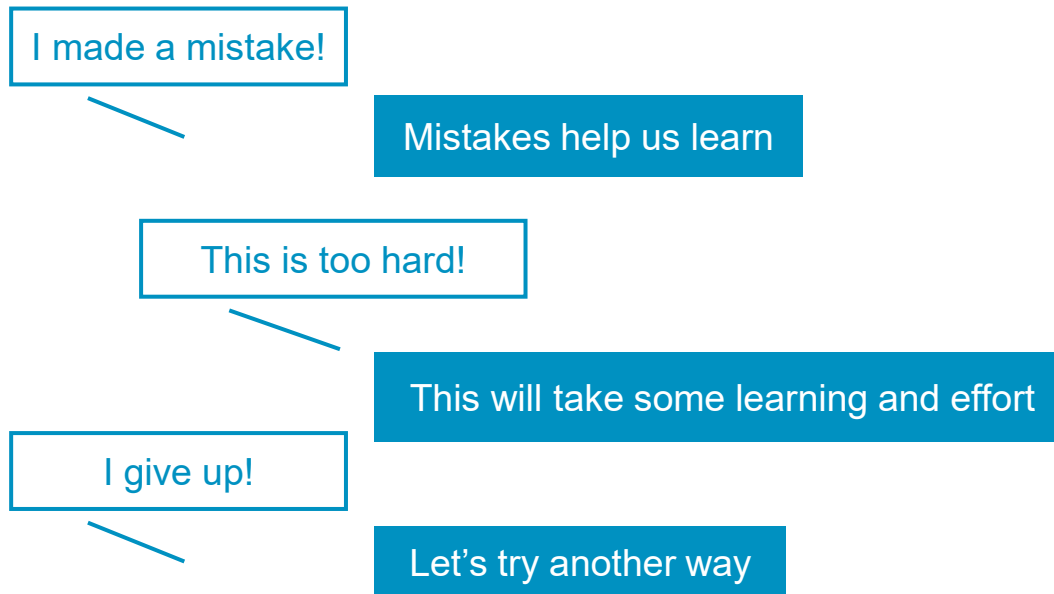 I made a mistake!
Mistakes help us learn
This is too hard!
This will take some learning and effort
I give up!
Let’s try another way